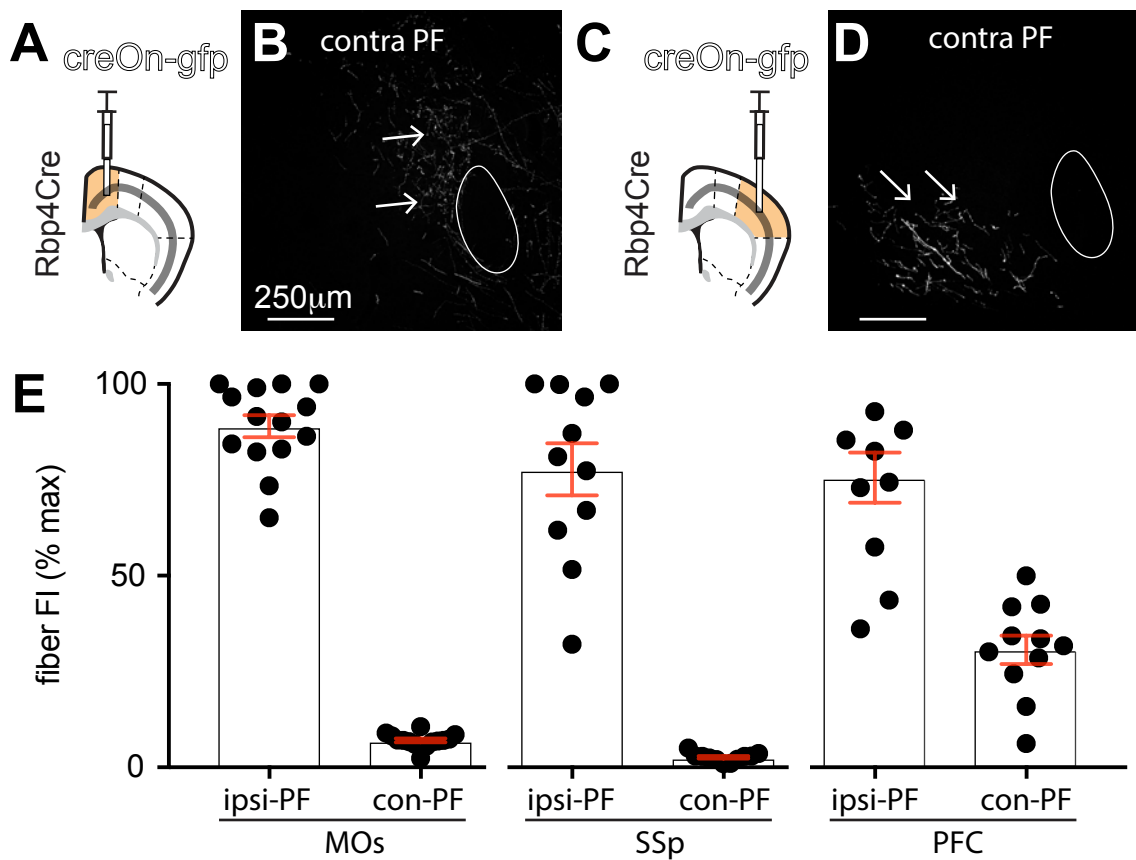 A
creOn-gfp
Rbp4Cre
B
contra PF
250μm
C
creOn-gfp
Rbp4Cre
D
contra PF
E
fiber FI (% max)
100
50
0
ipsi-PF
con-PF
MOs
ipsi-PF
con-PF
SSp
ipsi-PF
con-PF
PFC